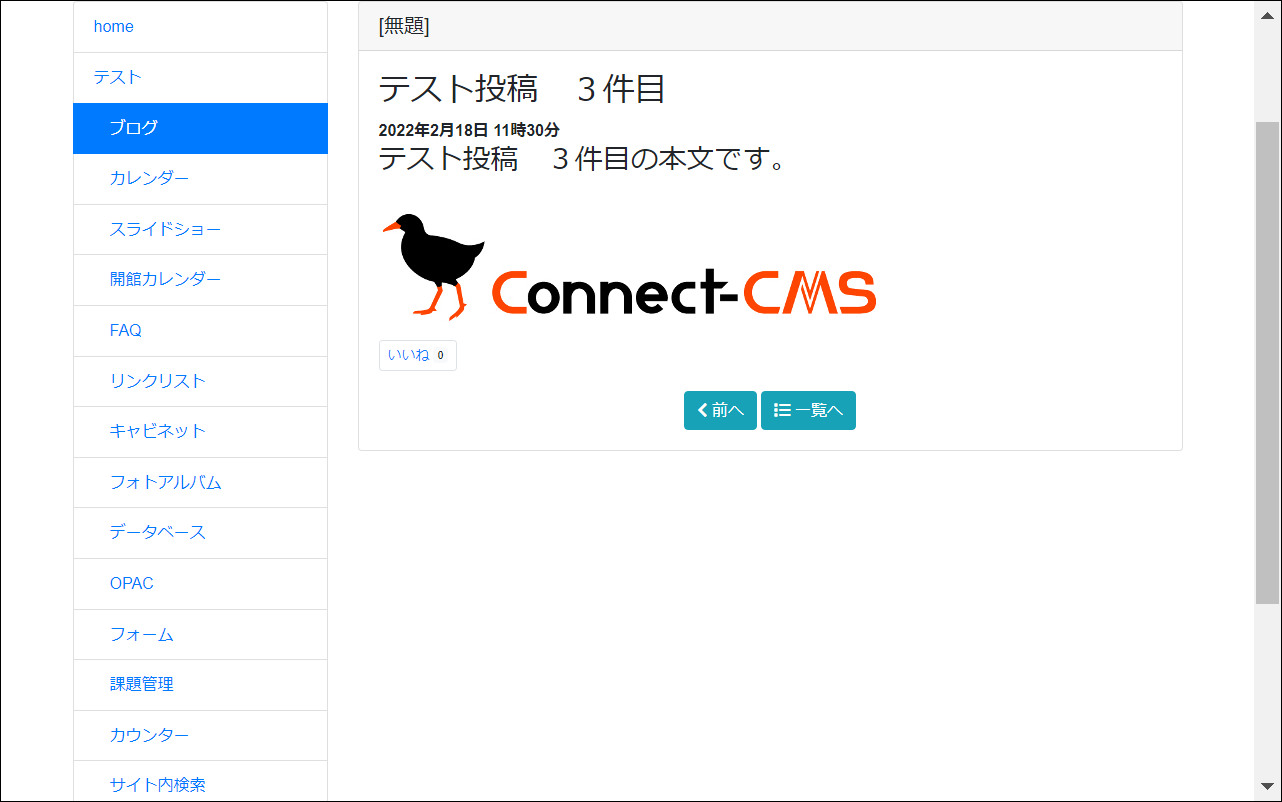 home
テスト
ブログ
カレンダー
スライドショー
開館カレンダー
FAQ
リンクリスト
キャビネット
フォトアルバム
データベース
OPAC
フォーム
課題管理
カウンター
サイト内検索
[無題]
テスト投稿　３件目
2022年2月18日 11時30分
テスト投稿　３件目の本文です。
Connect-CMS
いいね 0
前へ 一覧へ